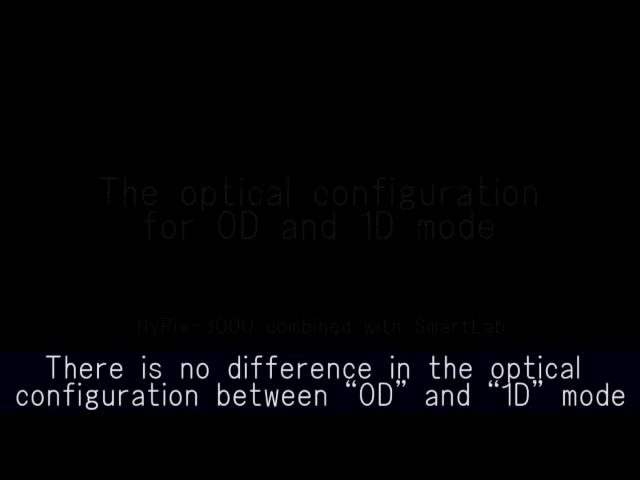 The optical configuration
for 0D and 1D mode
HyPix-3000 combined with SmartLab
There is no difference in the optical
configuration between “0D” and “1D” mode